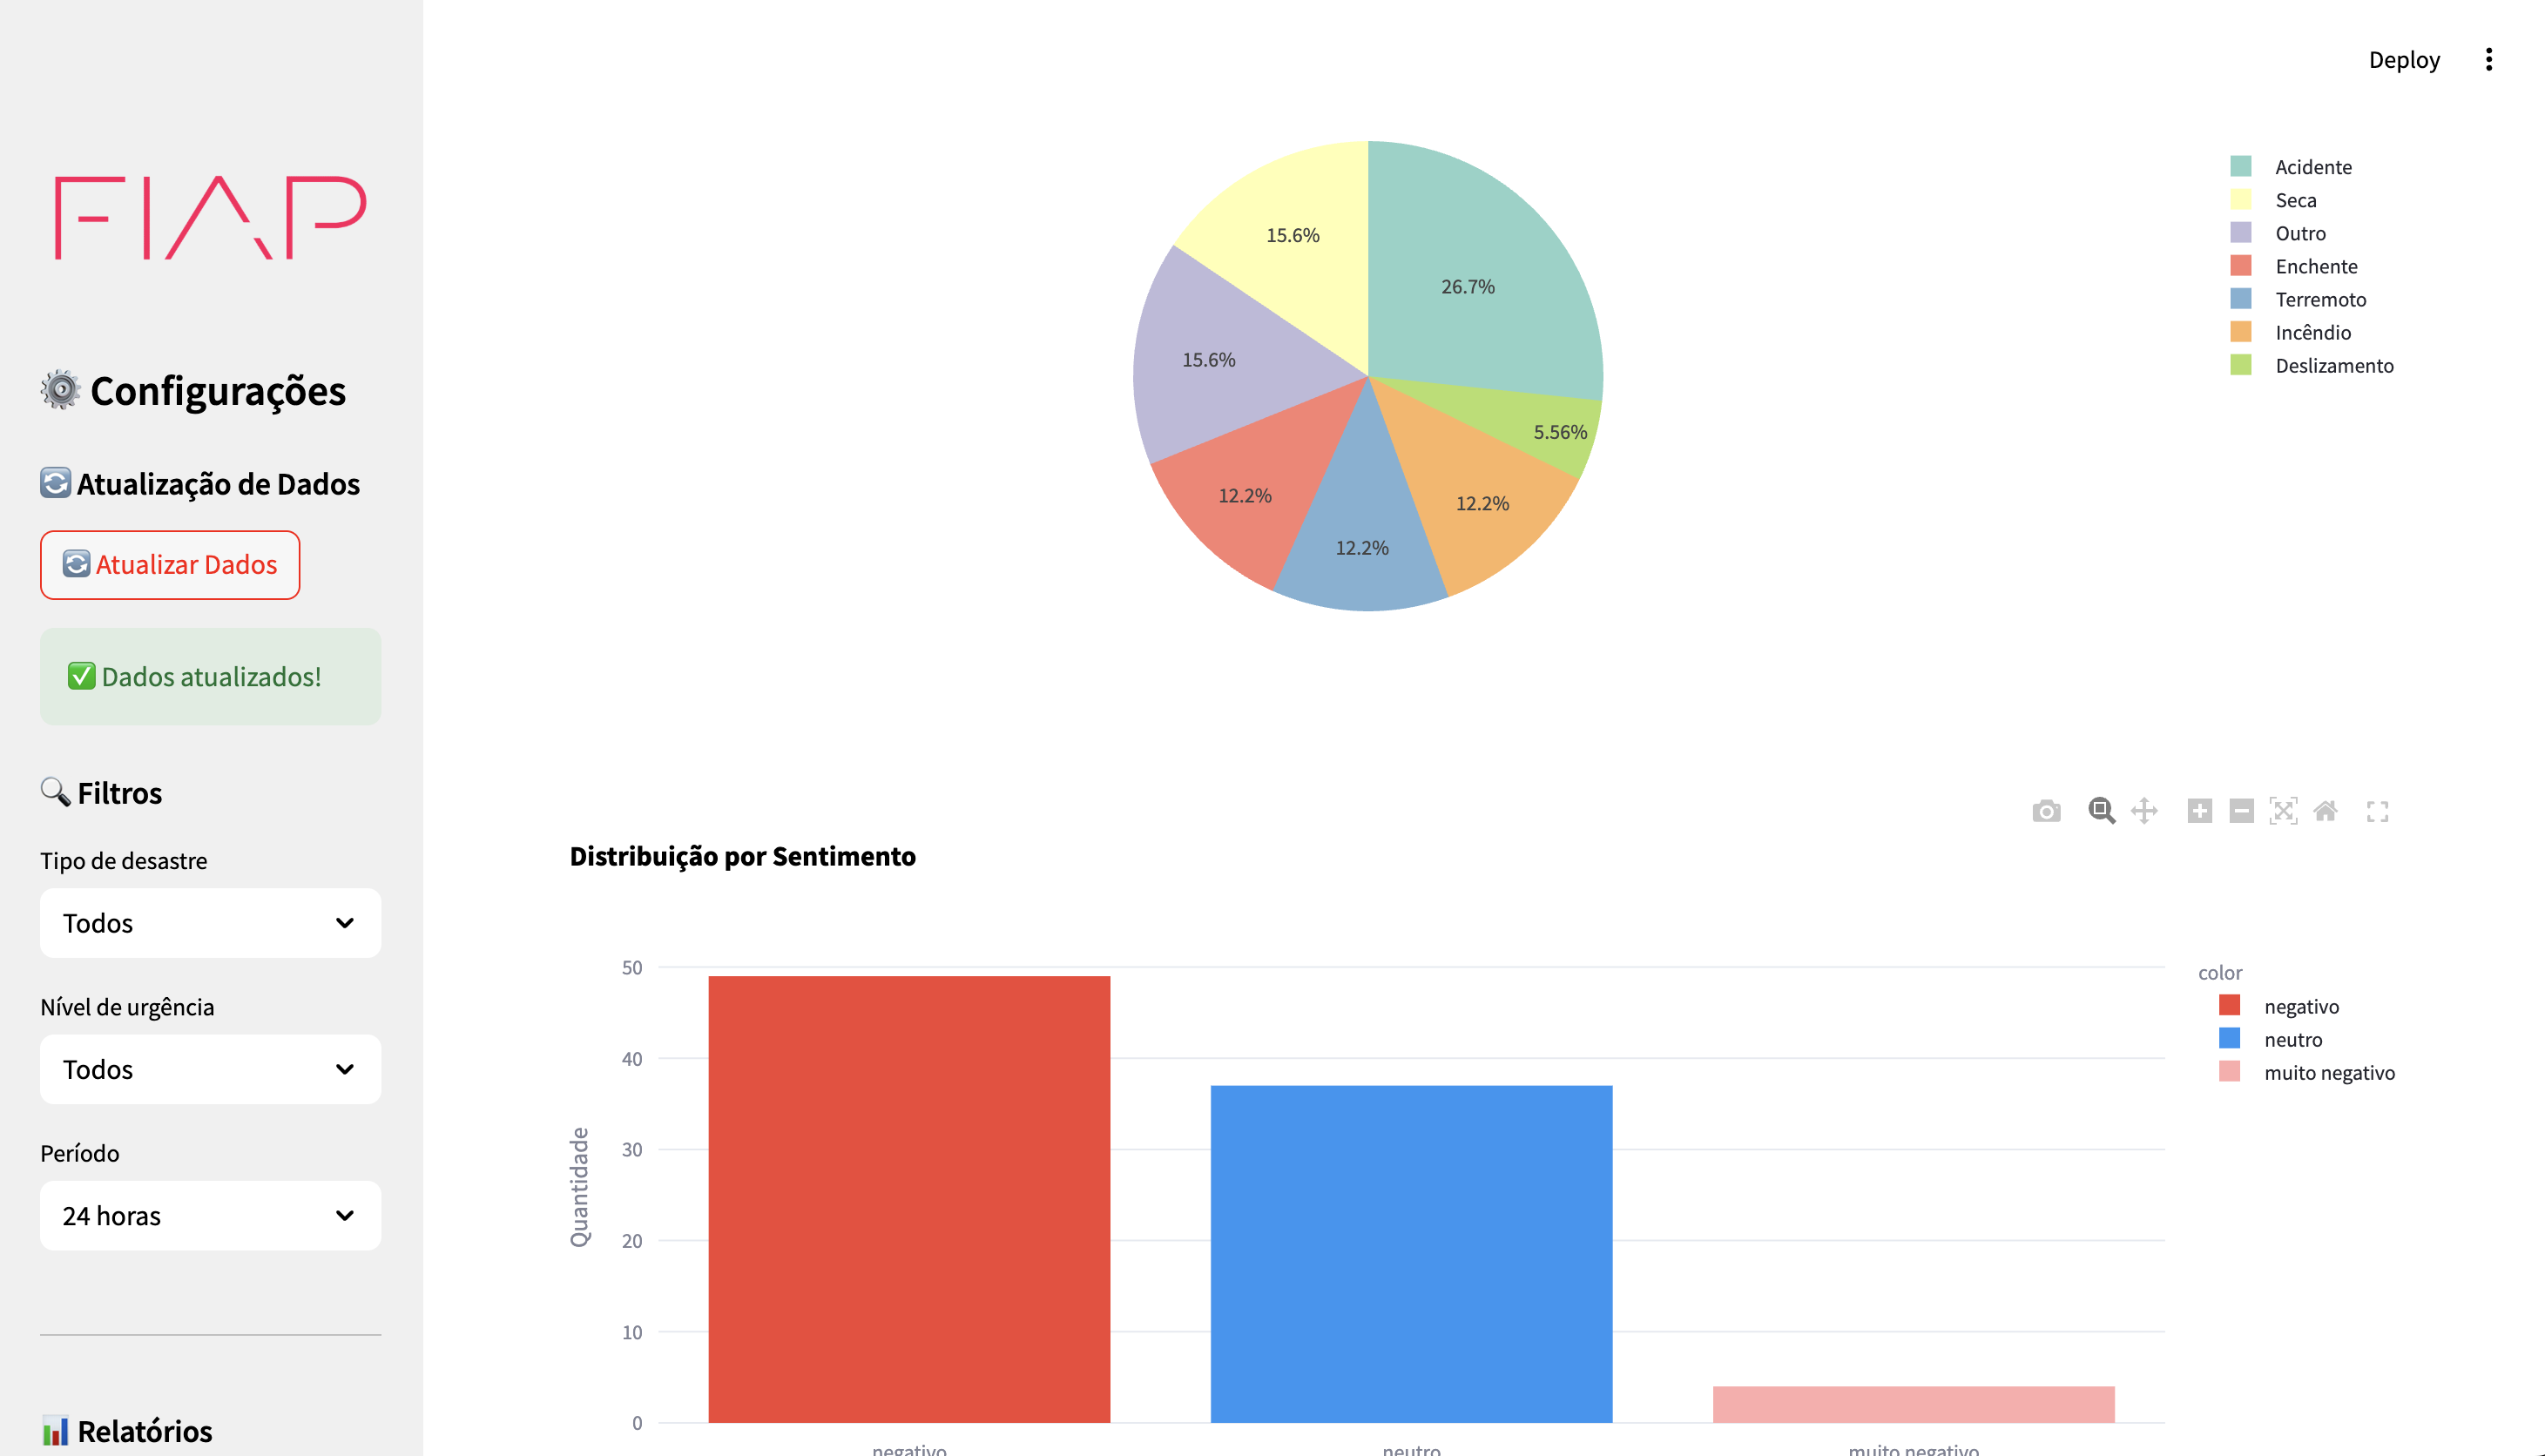 FIAP
Configurações
Atualização de Dados
Atualizar Dados
Dados atualizados!
Filtros
Tipo de desastre
Todos
Nível de urgência
Todos
Período
24 horas
Relatórios
Deploy
15.6%
26.7%
15.6%
5.56%
12.2%
12.2%
12.2%
Acidente
Seca
Outro
Enchente
Terremoto
Incêndio
Deslizamento
Distribuição por Sentimento
Quantidade
50
40
30
20
10
0
negativo
neutro
muito negativo
color
negativo
neutro
muito negativo